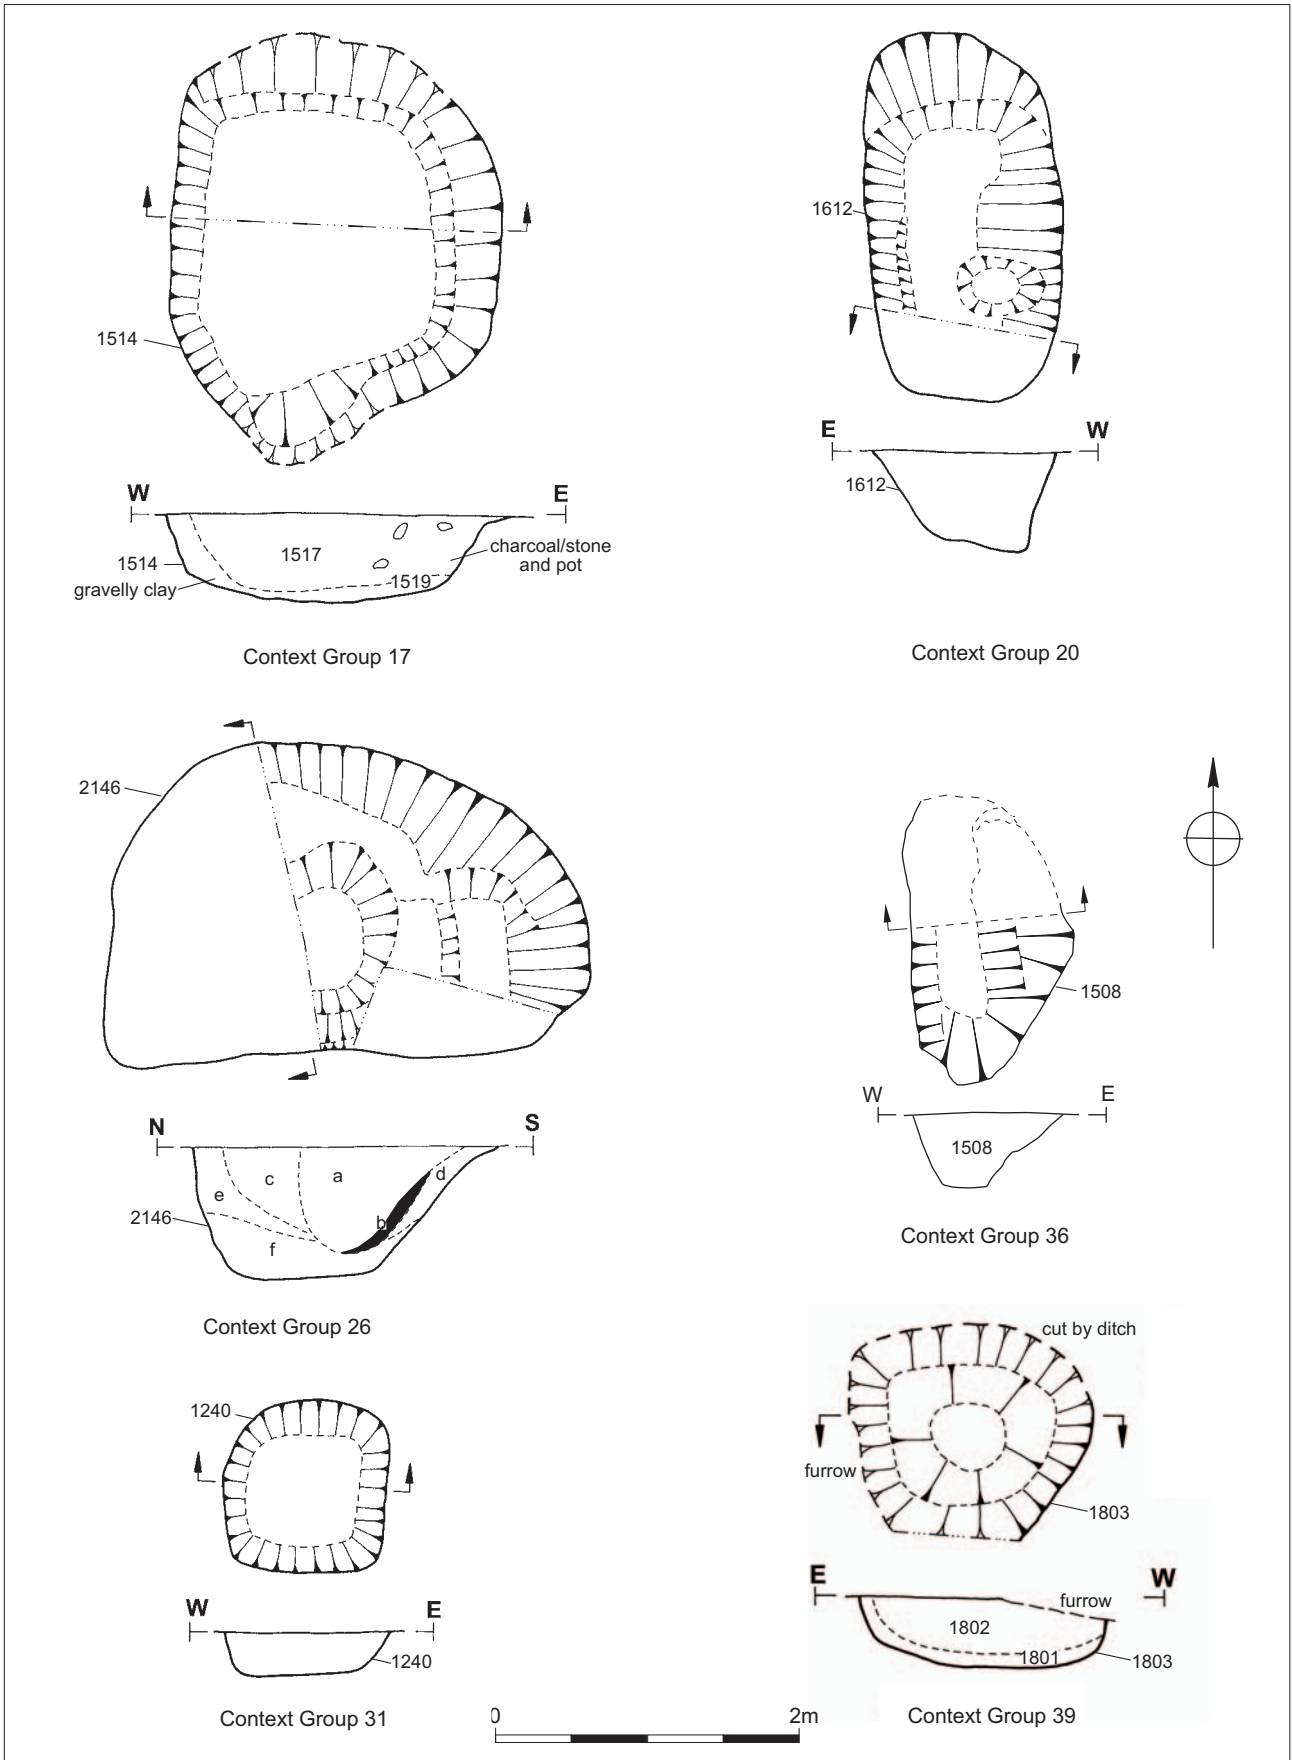 1514
W
E
1514
1517
charcoal/stone
and pot
gravelly clay
1519
Context Group 17
1612
E
W
1612
Context Group 20
2146
N
S
a
b
c
d
e
f
2146
Context Group 26
1508
W
E
1508
Context Group 36
1240
W
E
1240
Context Group 31
cut by ditch
furrow
1803
E
W
furrow
1802
1801
1803
Context Group 39
0
2m